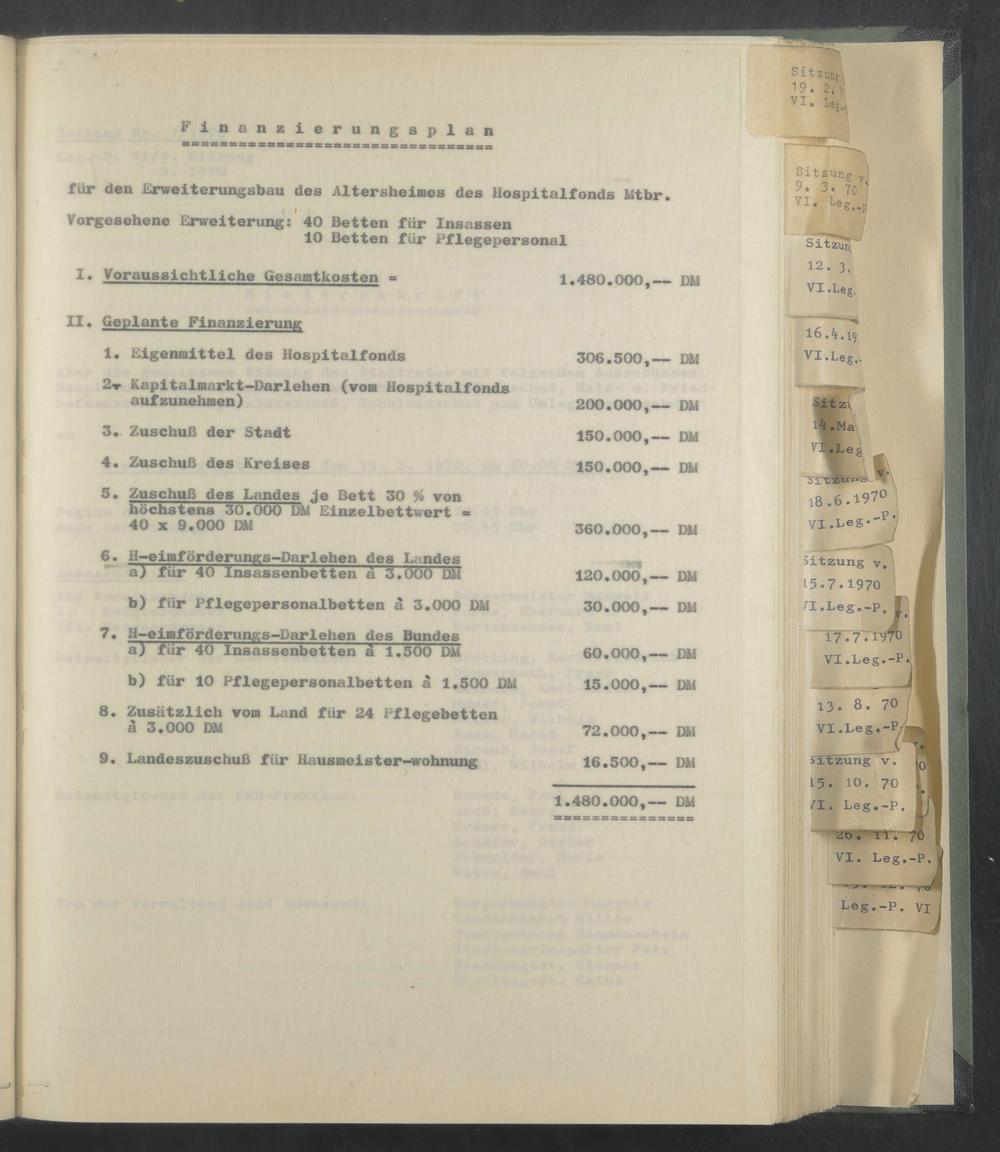 F i n a n z i e r u n g s p l a n
für den Erweiterungsbau des Altersheimes des Hospitalfonds Mtbr.
Vorgesehene Erweiterung: 40 Betten für Insassen
10 Betten für Pflegepersonal
I. Voraussichtliche Gesamtkosten = 1.480.000,-- DM
II. Geplante Finanzierung
1. Eigenmittel des Hospitalfonds 306.500,-- DM
2. Kapitalmarkt-Darlehen (vom Hospitalfonds
aufzunehmen) 200.000,-- DM
3. Zuschuß der Stadt 150.000,-- DM
4. Zuschuß des Kreises 150.000,-- DM
5. Zuschuß des Landes je Bett 30 % von
höchstens 30.000 DM Einzelbettwert =
40 x 9.000 DM 360.000,-- DM
6. H-eimförderungs-Darlehen des Landes
a) für 40 Insassenbetten à 3.000 DM 120.000,-- DM
b) für Pflegepersonalbetten à 3.000 DM 30.000,-- DM
7. H-eimförderungs-Darlehen des Bundes
a) für 40 Insassenbetten à 1.500 DM 60.000,-- DM
b) für 10 Pflegepersonalbetten à 1.500 DM 15.000,-- DM
8. Zusätzlich vom Land für 24 Pflegebetten
à 3.000 DM 72.000,-- DM
9. Landeszuschuß für Hausmeister-wohnung 16.500,-- DM
1.480.000,-- DM
Sitzung
19. 2.
VI. Leg.-
Sitzung v.
9. 3. 70
VI. Leg.-P
Sitzun
12. 3.
VI.Leg.
16.4.19
VI.Leg.-
Sitz
14.Ma
VI.Leg
Sitzung v.
18.6.1970
VI.Leg.-P.
Sitzung v.
15.7.1970
VI.Leg.-P.
v.
17.7.1970
VI.Leg.-P.
13. 8. 70
VI.Leg.-P.
Sitzung v.
15. 10. 70
VI. Leg.-P.
26. 11. 70
VI. Leg.-P.
Leg.-P. VI